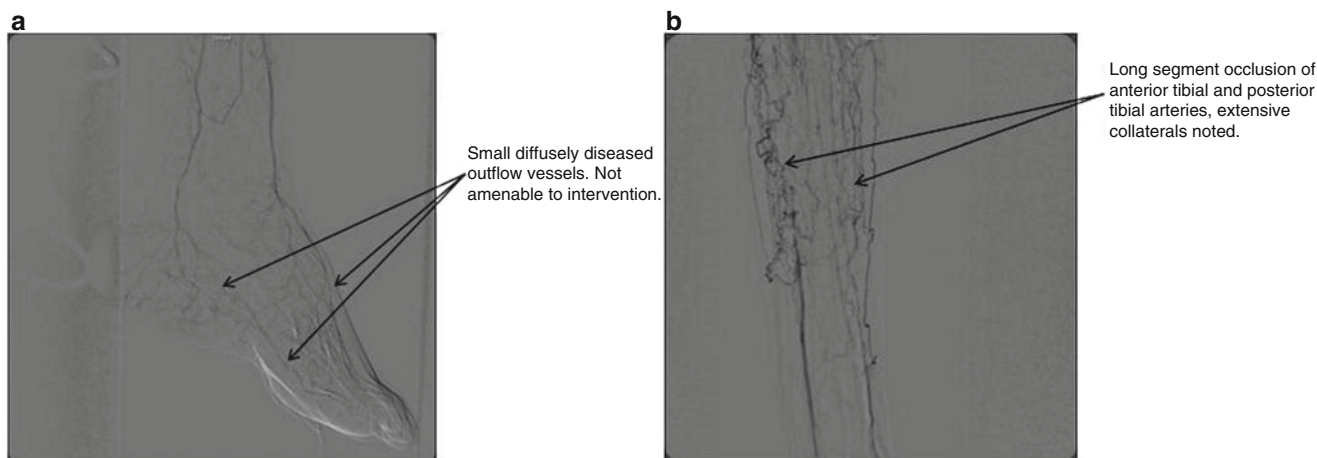 a
Small diffusely diseased
outflow vessels. Not
amenable to intervention.
b
Long segment occlusion of
anterior tibial and posterior
tibial arteries, extensive
collaterals noted.